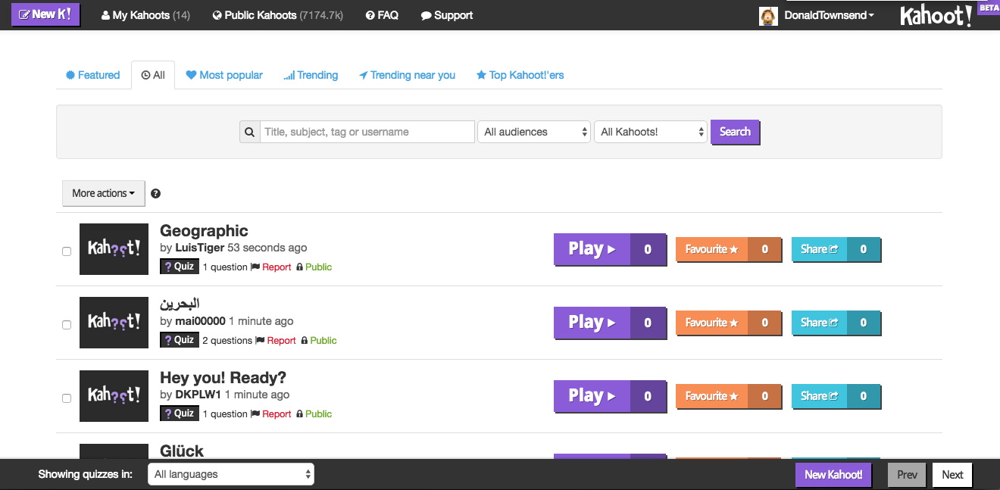 New K! My Kahoots (14) Public Kahoots (7174.7k) FAQ Support DonaldTownsend Kahoot! BETA
Featured All Most popular Trending Trending near you Top Kahoot!'ers
Title, subject, tag or username All audiences All Kahoots! Search
More actions ?
Kah??t! Geographic
by LuisTiger 53 seconds ago
? Quiz 1 question Report Public
Play 0 Favourite 0 Share 0
Kah??t! البحرين
by mai00000 1 minute ago
? Quiz 2 questions Report Public
Play 0 Favourite 0 Share 0
Kah??t! Hey you! Ready?
by DKPLW1 1 minute ago
? Quiz 1 question Report Public
Play 0 Favourite 0 Share 0
Glück
Showing quizzes in: All languages New Kahoot! Prev Next